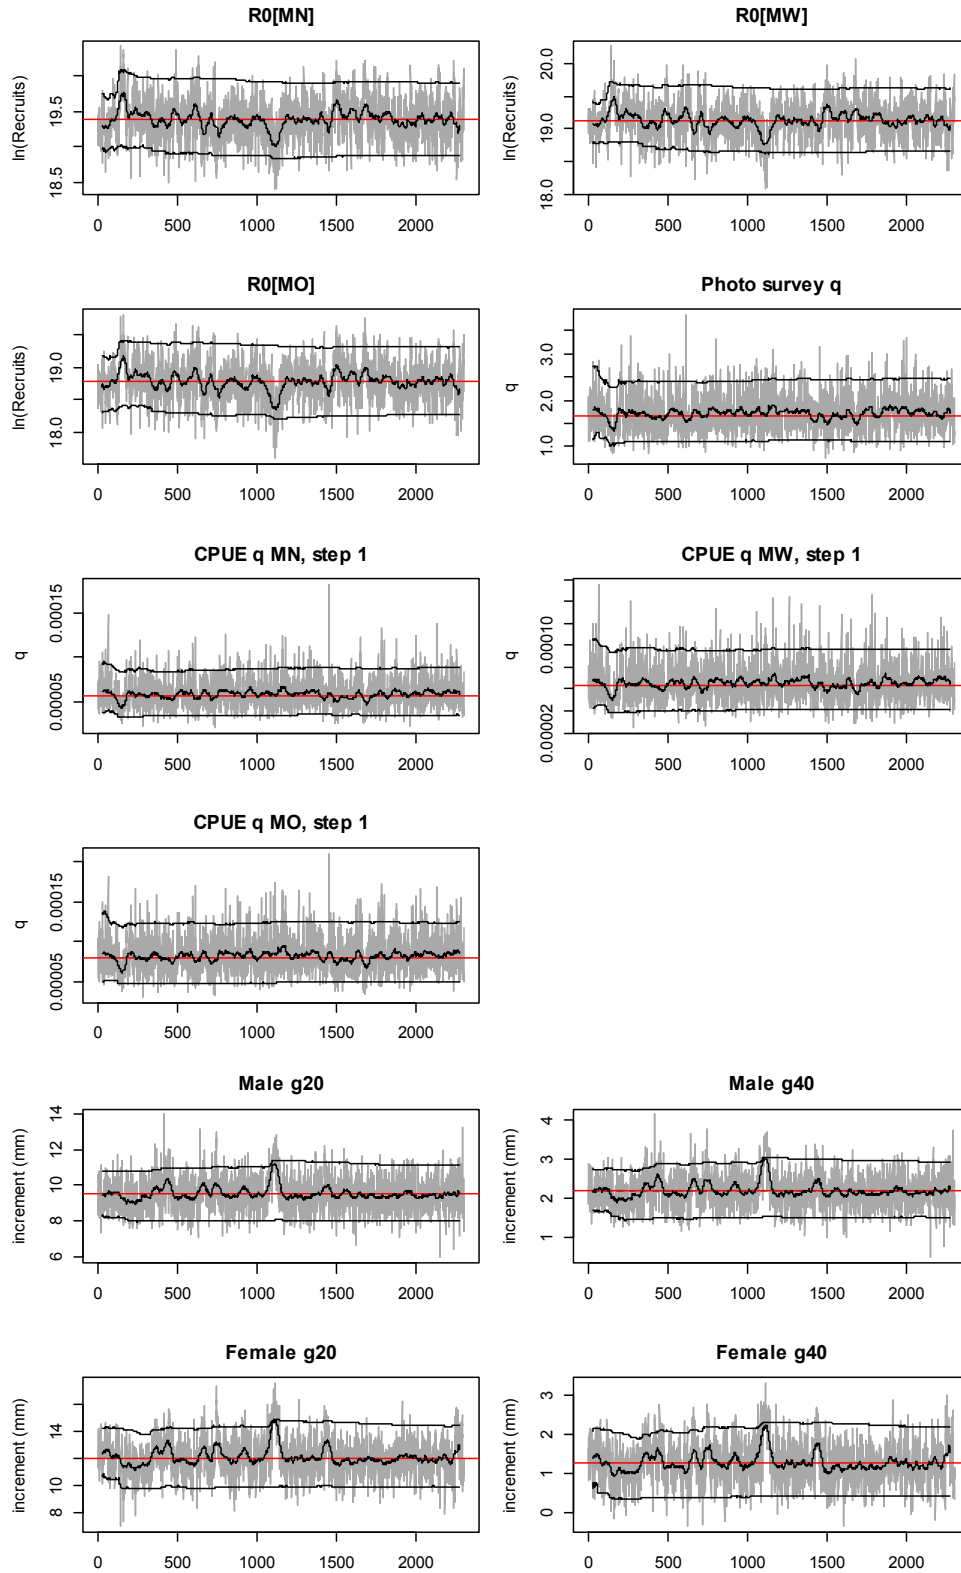 R0[MN]
ln(Recruits)
19.5
18.5
0 500 1000 1500 2000
R0[MW]
ln(Recruits)
20.0
19.0
18.0
0 500 1000 1500 2000
R0[MO]
ln(Recruits)
19.0
18.0
0 500 1000 1500 2000
Photo survey q
q
3.0
2.0
1.0
0 500 1000 1500 2000
CPUE q MN, step 1
q
0.00015
0.00005
0 500 1000 1500 2000
CPUE q MW, step 1
q
0.00010
0.00002
0 500 1000 1500 2000
CPUE q MO, step 1
q
0.00015
0.00005
0 500 1000 1500 2000
Male g20
increment (mm)
14
12
10
8
6
0 500 1000 1500 2000
Male g40
increment (mm)
4
3
2
1
0 500 1000 1500 2000
Female g20
increment (mm)
14
10
8
0 500 1000 1500 2000
Female g40
increment (mm)
3
2
1
0
0 500 1000 1500 2000